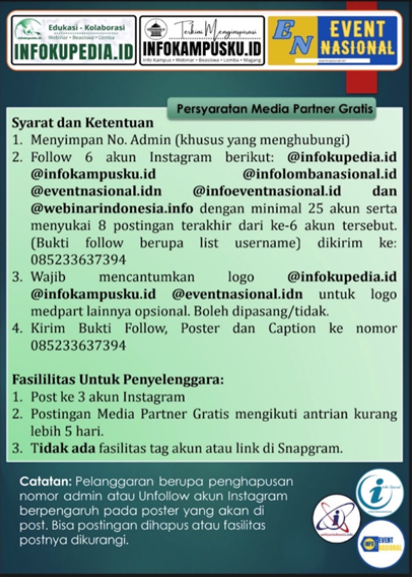 Edukasi - Kolaborasi
INFOKUPEDIA.ID
Webinar • Beasiswa • Lomba
Terkini Menginspirasi
INFOKAMPUSKU.ID
Info Kampus • Webinar • Beasiswa • Lomba • Magang
EN EVENT
NASIONAL
Persyaratan Media Partner Gratis
Syarat dan Ketentuan
1. Menyimpan No. Admin (khusus yang menghubungi)
2. Follow 6 akun Instagram berikut: @infokupedia.id
@infokampusku.id @infolombanasional.id
@eventnasional.idn @infoeventnasional.id dan
@webinarindonesia.info dengan minimal 25 akun serta
menyukai 8 postingan terakhir dari ke-6 akun tersebut.
(Bukti follow berupa list username) dikirim ke:
085233637394
3. Wajib mencantumkan logo @infokupedia.id
@infokampusku.id @eventnasional.idn untuk logo
medpart lainnya opsional. Boleh dipasang/tidak.
4. Kirim Bukti Follow, Poster dan Caption ke nomor
085233637394
Fasililitas Untuk Penyelenggara:
1. Post ke 3 akun Instagram
2. Postingan Media Partner Gratis mengikuti antrian kurang
lebih 5 hari.
3. Tidak ada fasilitas tag akun atau link di Snapgram.
Catatan: Pelanggaran berupa penghapusan
nomor admin atau Unfollow akun Instagram
berpengaruh pada poster yang akan di
post. Bisa postingan dihapus atau fasilitas
postnya dikurangi.
INFO EVENT
NASIONAL